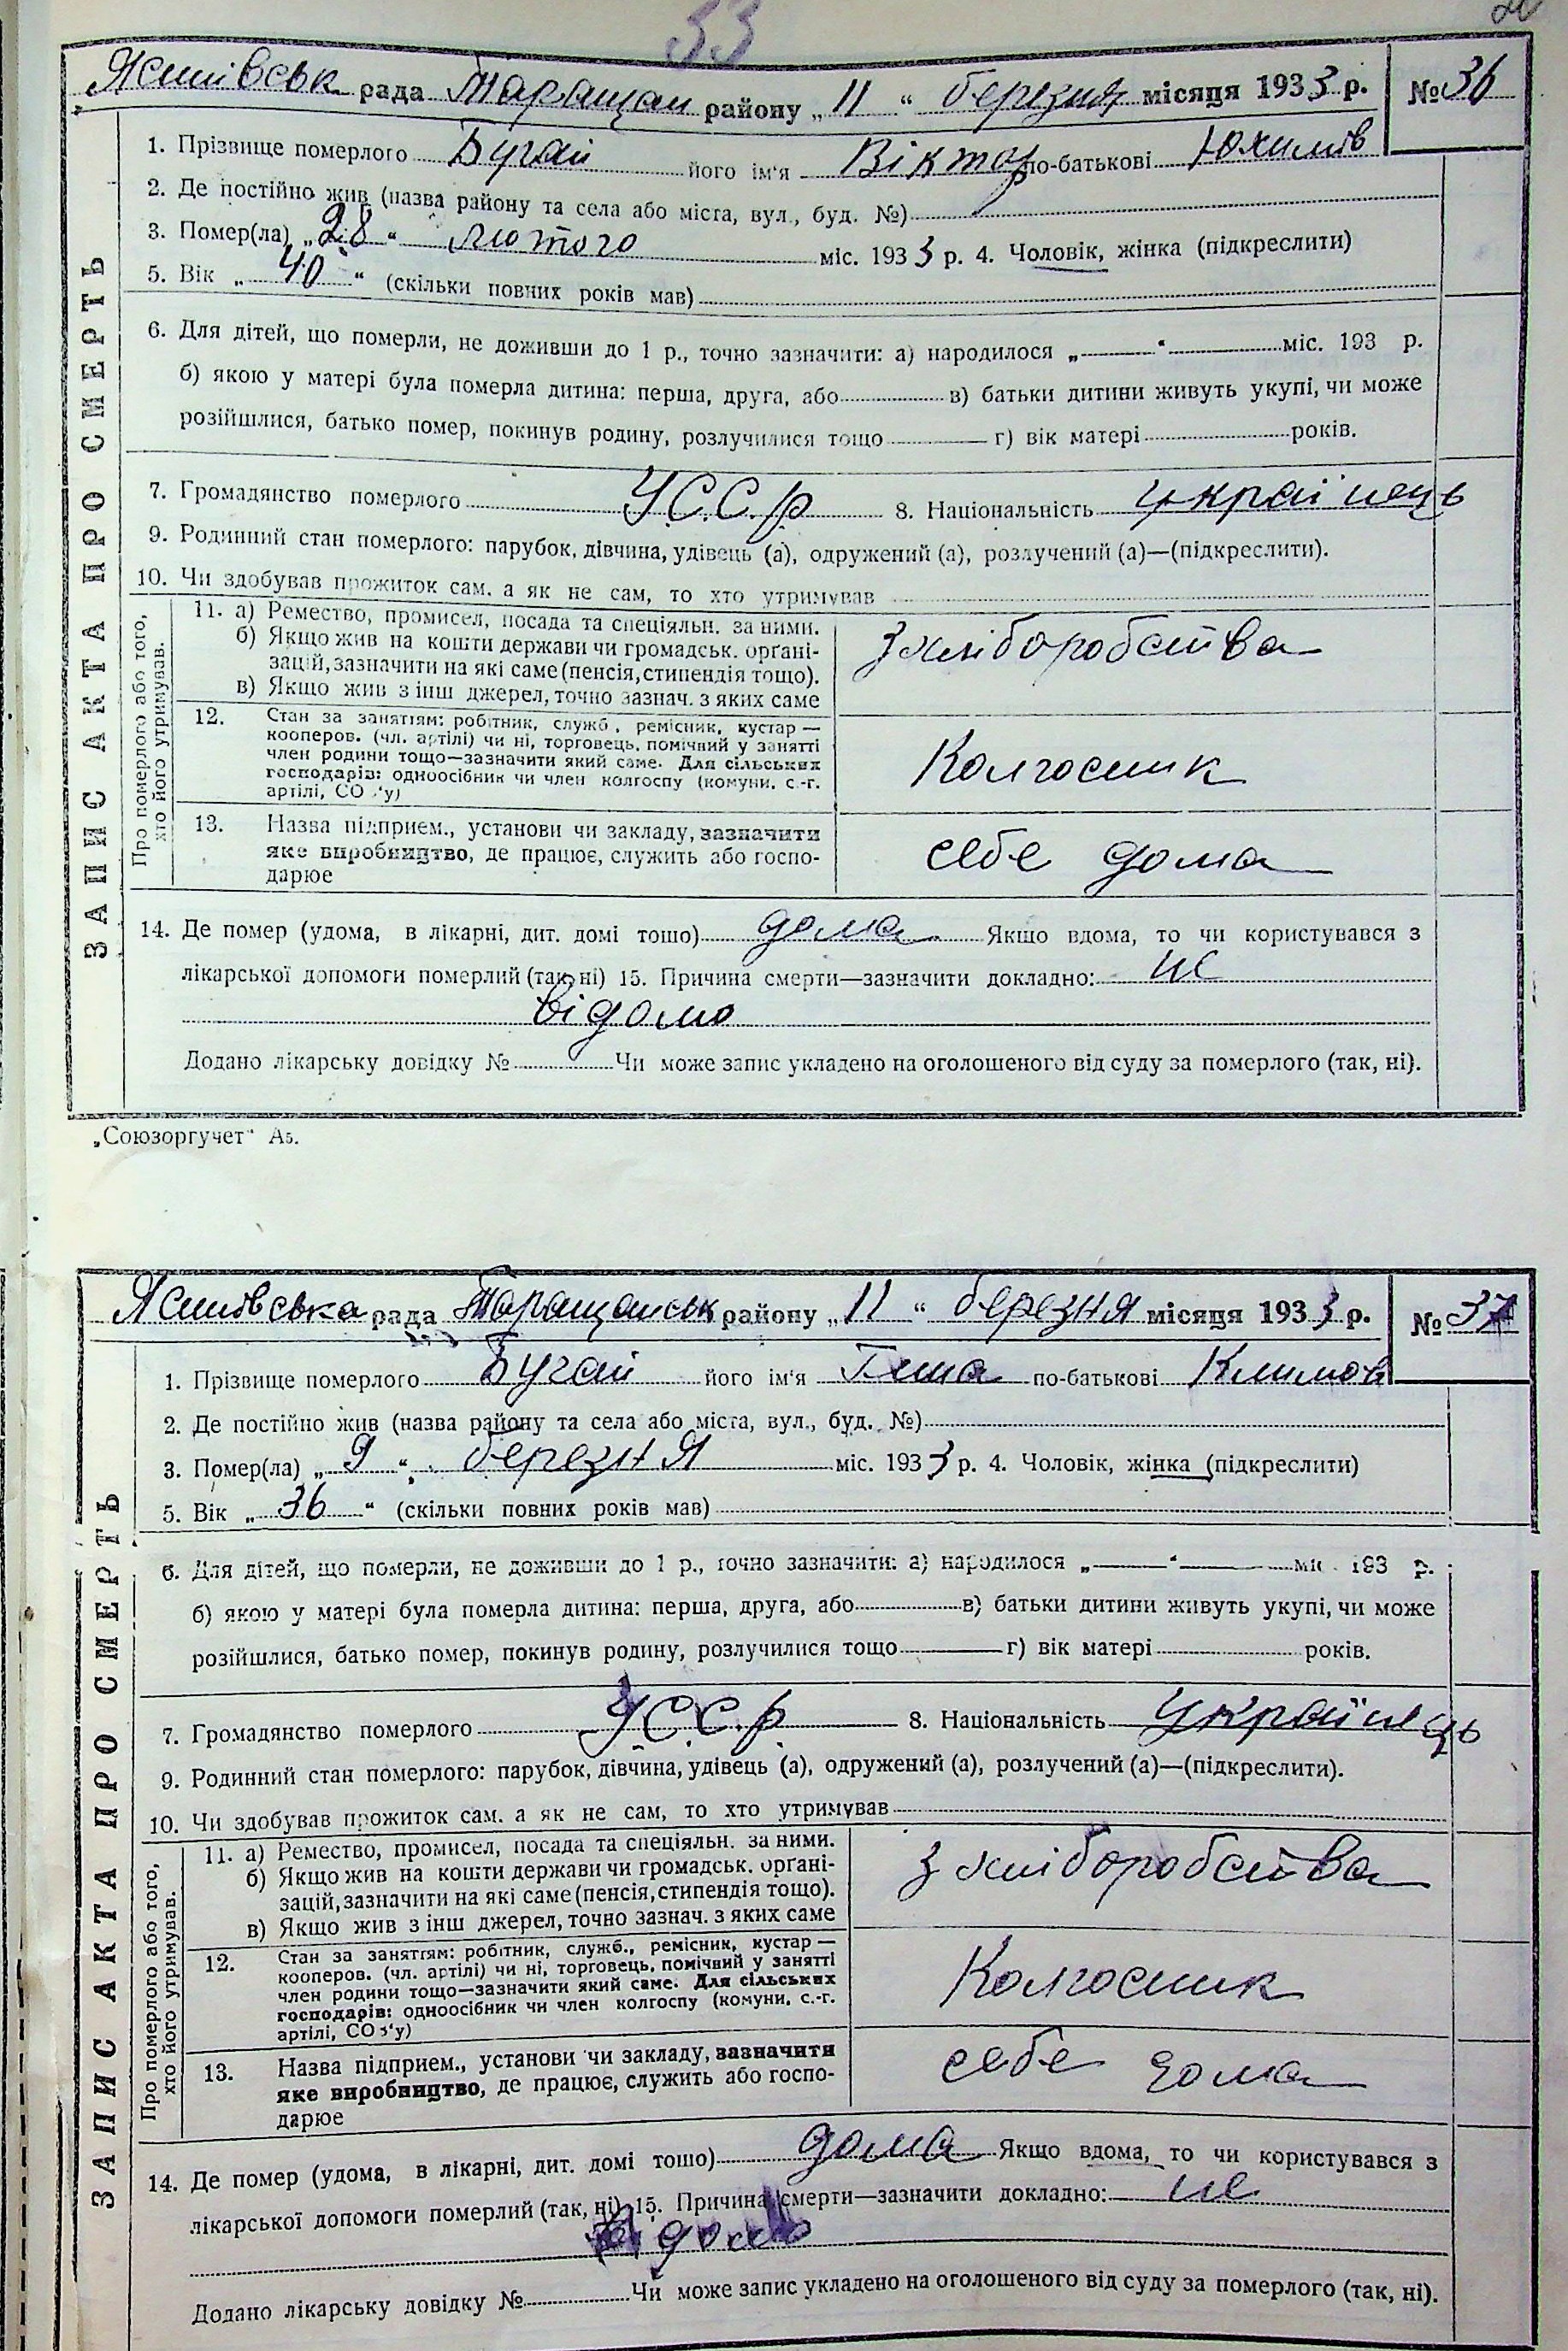 33
Яснівськ рада Таращан району „11“ березня місяця 1933 р. № 36
1. Прізвище померлого Бугай його ім'я Віктор по-батькові Юхимів
2. Де постійно жив (назва району та села або міста, вул., буд. №)
3. Помер(ла) „28“ лютого міс. 1933 р. 4. Чоловік, жінка (підкреслити)
5. Вік „40“ (скільки повних років мав)
6. Для дітей, що померли, не доживши до 1 р., точно зазначити: а) народилося „ “ міс. 193 р.
б) якою у матері була померла дитина: перша, друга, або в) батьки дитини живуть укупі, чи може
розійшлися, батько помер, покинув родину, розлучилися тощо г) вік матері років.
7. Громадянство померлого УССР 8. Національність українець
9. Родинний стан померлого: парубок, дівчина, удівець (а), одружений (а), розлучений (а)—(підкреслити).
10. Чи здобував прожиток сам, а як не сам, то хто утримував
ЗАПИС АКТА ПРО СМЕРТЬ
Про померлого або того,
хто його утримував.
11. а) Ремество, промисел, посада та спеціяльн. за ними.
б) Якщо жив на кошти держави чи громадськ. органі-
зацій, зазначити на які саме (пенсія, стипендія тощо).
в) Якщо жив з інш джерел, точно зазнач. з яких саме
з хліборобства
12. Стан за заняттям: робітник, служб., ремісник, кустар—
кооперов. (чл. артілі) чи ні, торговець, помічний у занятті
член родини тощо—зазначити який саме. Для сільських
господарів: одноосібник чи член колгоспу (комуни, с.-г.
артілі, СОЗ'у)
Колгосник
13. Назва підприєм., установи чи закладу, зазначити
яке виробництво, де працює, служить або госпо-
дарює
себе дома
14. Де помер (удома, в лікарні, дит. домі тощо) дома Якщо вдома, то чи користувався з
лікарської допомоги померлий (так, ні) 15. Причина смерти—зазначити докладно: не
відомо
Додано лікарську довідку № Чи може запис укладено на оголошеного від суду за померлого (так, ні).
„Союзоргучет“ А5.
Яснівська рада Таращанськ району „11“ березня місяця 1933 р. № 37
1. Прізвище померлого Бугай його ім'я по-батькові Климов
2. Де постійно жив (назва району та села або міста, вул., буд. №)
3. Помер(ла) „9“ березня міс. 1933 р. 4. Чоловік, жінка (підкреслити)
5. Вік „36“ (скільки повних років мав)
6. Для дітей, що померли, не доживши до 1 р., точно зазначити: а) народилося „ “ міс. 193 р.
б) якою у матері була померла дитина: перша, друга, або в) батьки дитини живуть укупі, чи може
розійшлися, батько помер, покинув родину, розлучилися тощо г) вік матері років.
7. Громадянство померлого УССР 8. Національність українець
9. Родинний стан померлого: парубок, дівчина, удівець (а), одружений (а), розлучений (а)—(підкреслити).
10. Чи здобував прожиток сам, а як не сам, то хто утримував
ЗАПИС АКТА ПРО СМЕРТЬ
Про померлого або того,
хто його утримував.
11. а) Ремество, промисел, посада та спеціяльн. за ними.
б) Якщо жив на кошти держави чи громадськ. органі-
зацій, зазначити на які саме (пенсія, стипендія тощо).
в) Якщо жив з інш джерел, точно зазнач. з яких саме
з хліборобства
12. Стан за заняттям: робітник, служб., ремісник, кустар—
кооперов. (чл. артілі) чи ні, торговець, помічний у занятті
член родини тощо—зазначити який саме. Для сільських
господарів: одноосібник чи член колгоспу (комуни, с.-г.
артілі, СОЗ'у)
Колгосник
13. Назва підприєм., установи чи закладу, зазначити
яке виробництво, де працює, служить або госпо-
дарює
себе дома
14. Де помер (удома, в лікарні, дит. домі тощо) дома Якщо вдома, то чи користувався з
лікарської допомоги померлий (так, ні) 15. Причина смерти—зазначити докладно: не
відомо
Додано лікарську довідку № Чи може запис укладено на оголошеного від суду за померлого (так, ні).